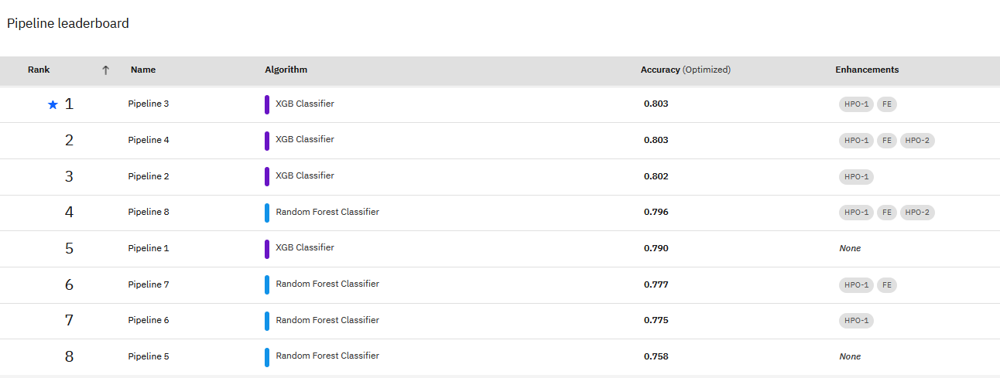 Pipeline leaderboard
Rank ↑ Name Algorithm Accuracy (Optimized) Enhancements
★ 1 Pipeline 3 XGB Classifier 0.803 HPO-1 FE
2 Pipeline 4 XGB Classifier 0.803 HPO-1 FE HPO-2
3 Pipeline 2 XGB Classifier 0.802 HPO-1
4 Pipeline 8 Random Forest Classifier 0.796 HPO-1 FE HPO-2
5 Pipeline 1 XGB Classifier 0.790 None
6 Pipeline 7 Random Forest Classifier 0.777 HPO-1 FE
7 Pipeline 6 Random Forest Classifier 0.775 HPO-1
8 Pipeline 5 Random Forest Classifier 0.758 None